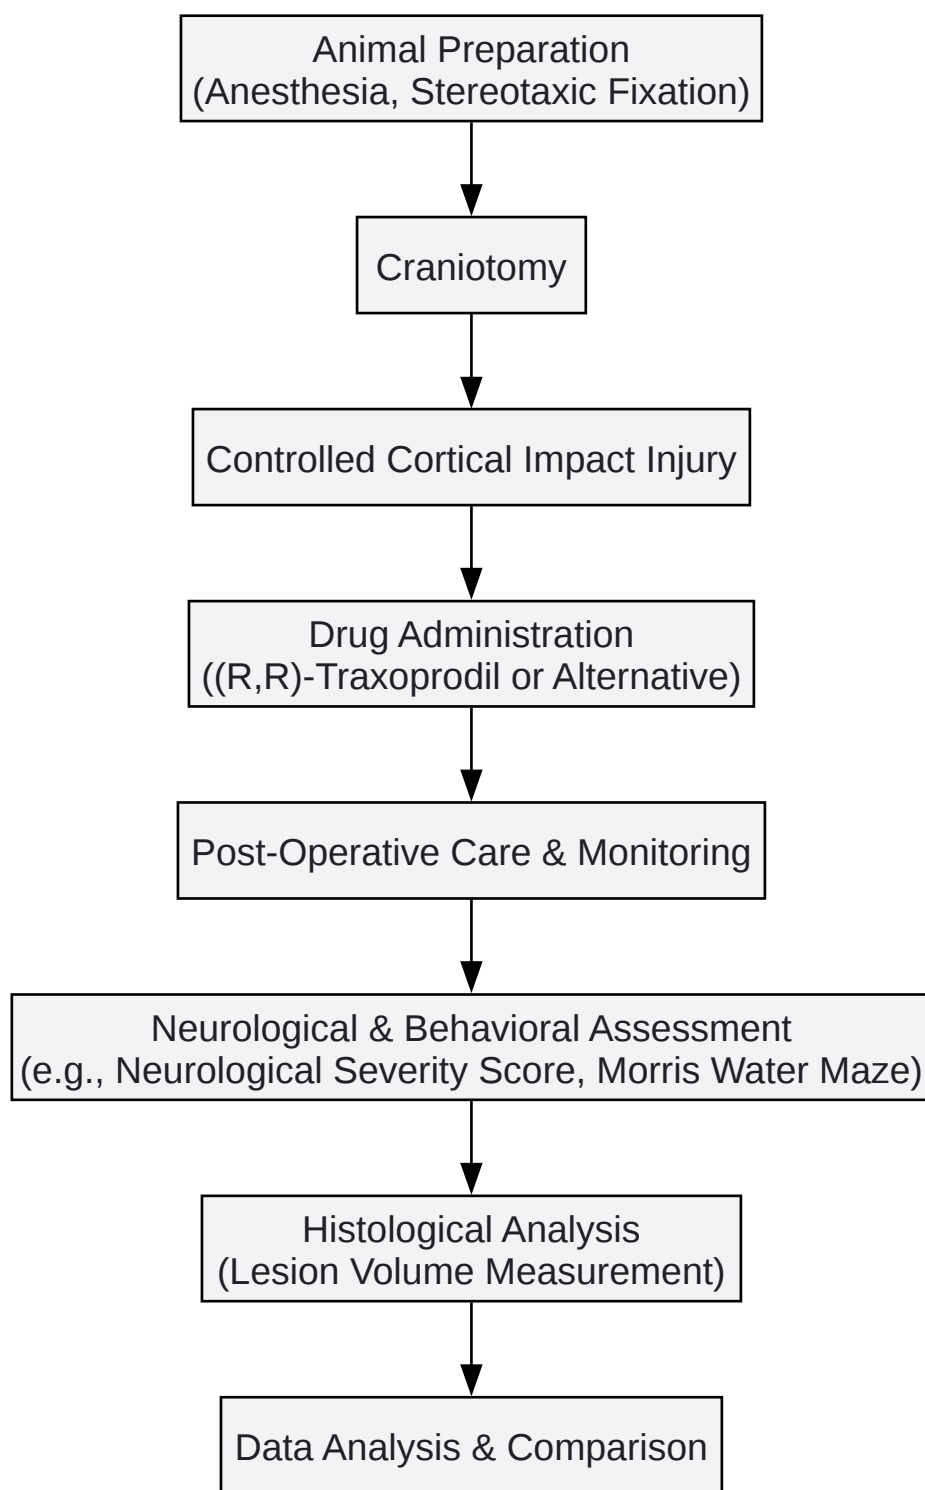 Animal Preparation
(Anesthesia, Stereotaxic Fixation)
Craniotomy
Controlled Cortical Impact Injury
Drug Administration
((R,R)-Traxoprodil or Alternative)
Post-Operative Care & Monitoring
Neurological & Behavioral Assessment
(e.g., Neurological Severity Score, Morris Water Maze)
Histological Analysis
(Lesion Volume Measurement)
Data Analysis & Comparison